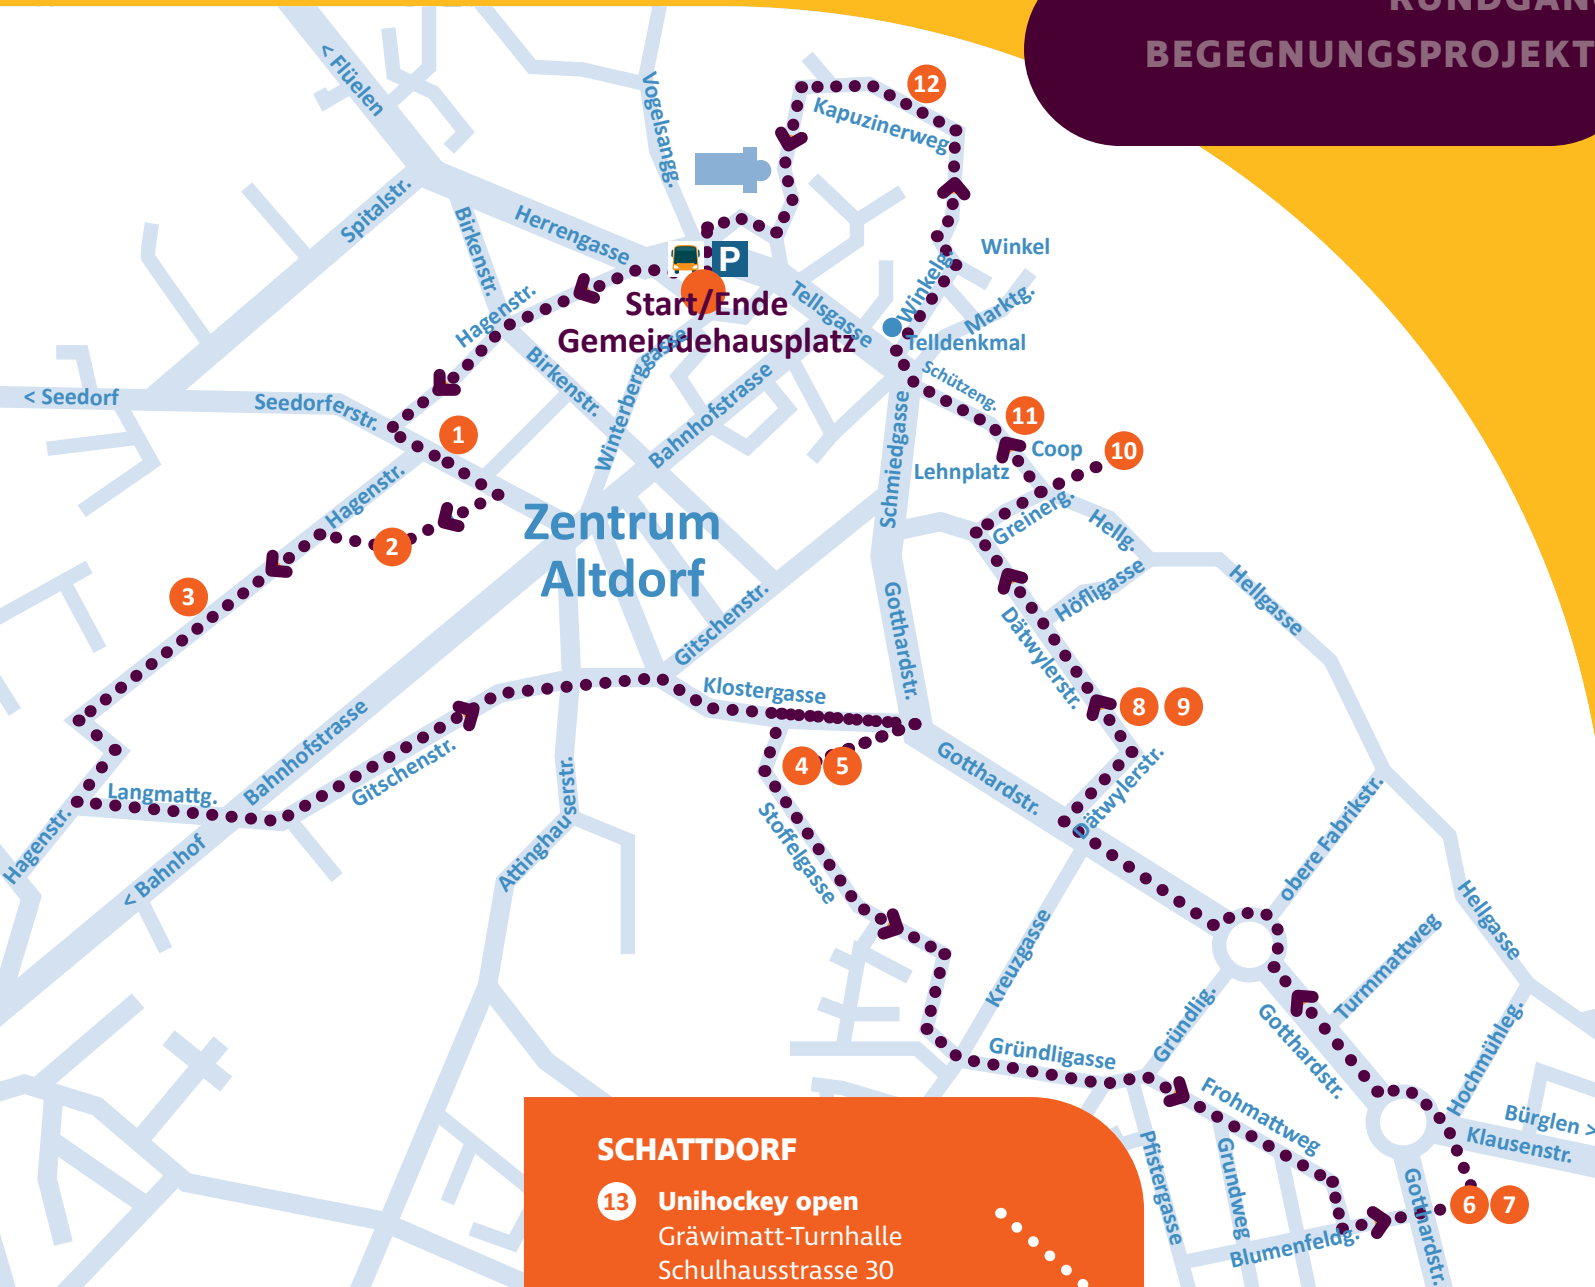 BEGEGNUNGSPROJEKT
< Flüelen
Vogelsangg.
12
Kapuzinerweg
Spitalstr.
Birkenstr.
Herrengasse
P
Winkel
Winkelg.
Marktg.
Telldenkmal
Tellsgasse
Start/Ende
Gemeindehausplatz
Hagenstr.
Birkenstr.
Winterberggasse
Bahnhofstrasse
Schützeng.
11
Coop
10
Lehnplatz
< Seedorf
Seedorferstr.
1
Hagenstr.
2
3
Zentrum
Altdorf
Schmiedgasse
Greinerg.
Hellg.
Höfligasse
Hellgasse
Dätwylerstr.
Gitschenstr.
Gotthardstr.
Klostergasse
8
9
4
5
Gotthardstr.
Dätwylerstr.
Bahnhofstrasse
Gitschenstr.
Langmattg.
Hagenstr.
< Bahnhof
Attinghauserstr.
Stoffelgasse
obere Fabrikstr.
Hellgasse
Kreuzgasse
Turmmattweg
Gründlig.
Gotthardstr.
Hochmühleg.
Gründligasse
Frohmattweg
Bürglen >
Klausenstr.
Pfistergasse
Grundweg
Blumenfeldg.
Gotthardstr.
6
7
SCHATTDORF
13 Unihockey open
Gräwimatt-Turnhalle
Schulhausstrasse 30